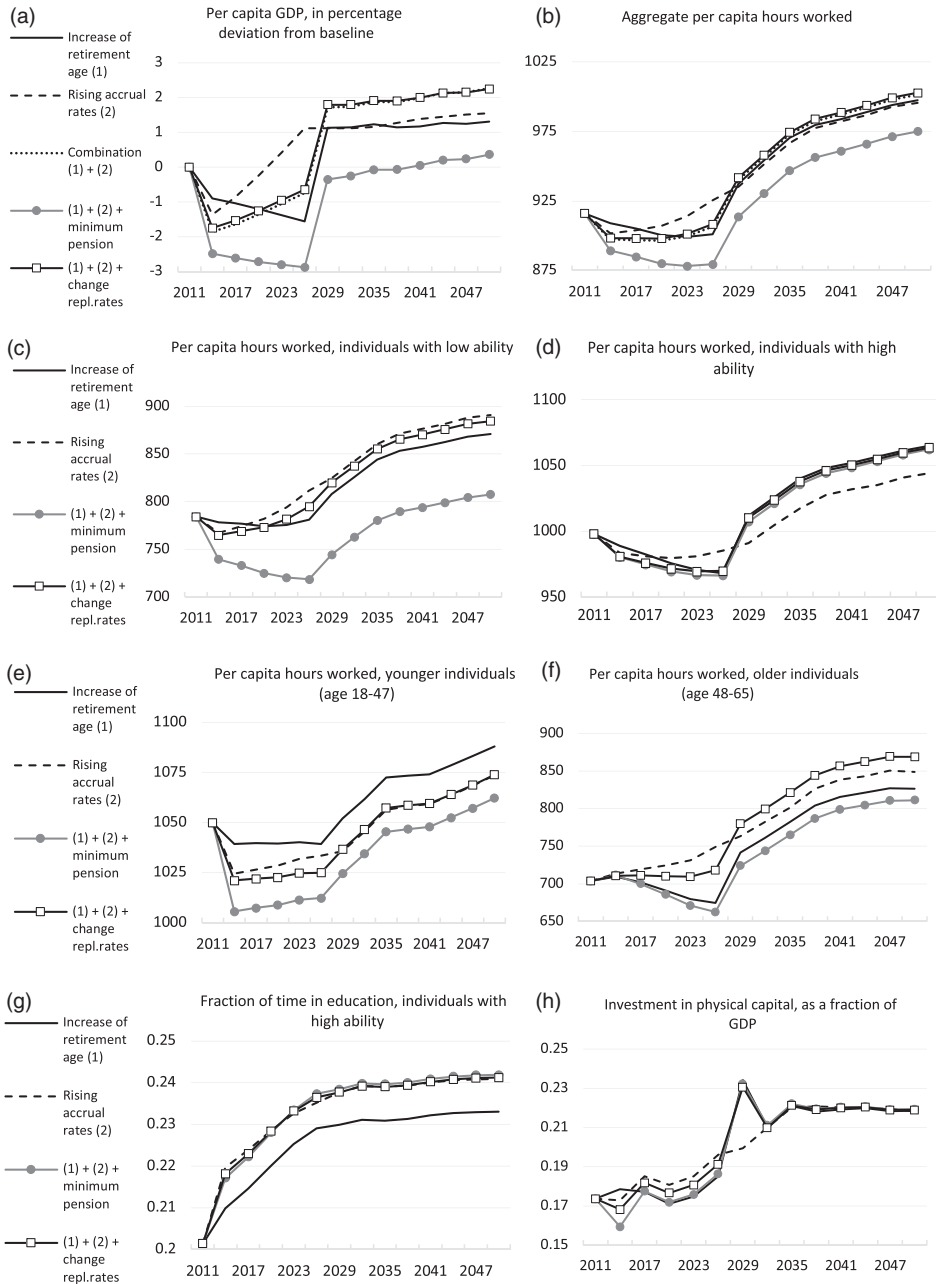 (a)
Per capita GDP, in percentage
deviation from baseline
Increase of
retirement
age (1)
Rising accrual
rates (2)
Combination
(1) + (2)
(1) + (2) +
minimum
pension
(1) + (2) +
change
repl.rates
3
2
1
0
-1
-2
-3
2011 2017 2023 2029 2035 2041 2047
(b)
Aggregate per capita hours worked
1025
975
925
875
2011 2017 2023 2029 2035 2041 2047
(c)
Per capita hours worked, individuals with low ability
Increase of
retirement
age (1)
Rising
accrual
rates (2)
(1) + (2) +
minimum
pension
(1) + (2) +
change
repl.rates
900
850
800
750
700
2011 2017 2023 2029 2035 2041 2047
(d)
Per capita hours worked, individuals with high
ability
1100
1050
1000
950
2011 2017 2023 2029 2035 2041 2047
(e)
Per capita hours worked, younger individuals
(age 18-47)
Increase of
retirement
age (1)
Rising
accrual
rates (2)
(1) + (2) +
minimum
pension
(1) + (2) +
change
repl.rates
1100
1075
1050
1025
1000
2011 2017 2023 2029 2035 2041 2047
(f)
Per capita hours worked, older individuals
(age 48-65)
900
850
800
750
700
650
2011 2017 2023 2029 2035 2041 2047
(g)
Fraction of time in education, individuals with
high ability
Increase of
retirement
age (1)
Rising
accrual
rates (2)
(1) + (2) +
minimum
pension
(1) + (2) +
change
repl.rates
0.25
0.24
0.23
0.22
0.21
0.2
2011 2017 2023 2029 2035 2041 2047
(h)
Investment in physical capital, as a fraction of
GDP
0.25
0.23
0.21
0.19
0.17
0.15
2011 2017 2023 2029 2035 2041 2047